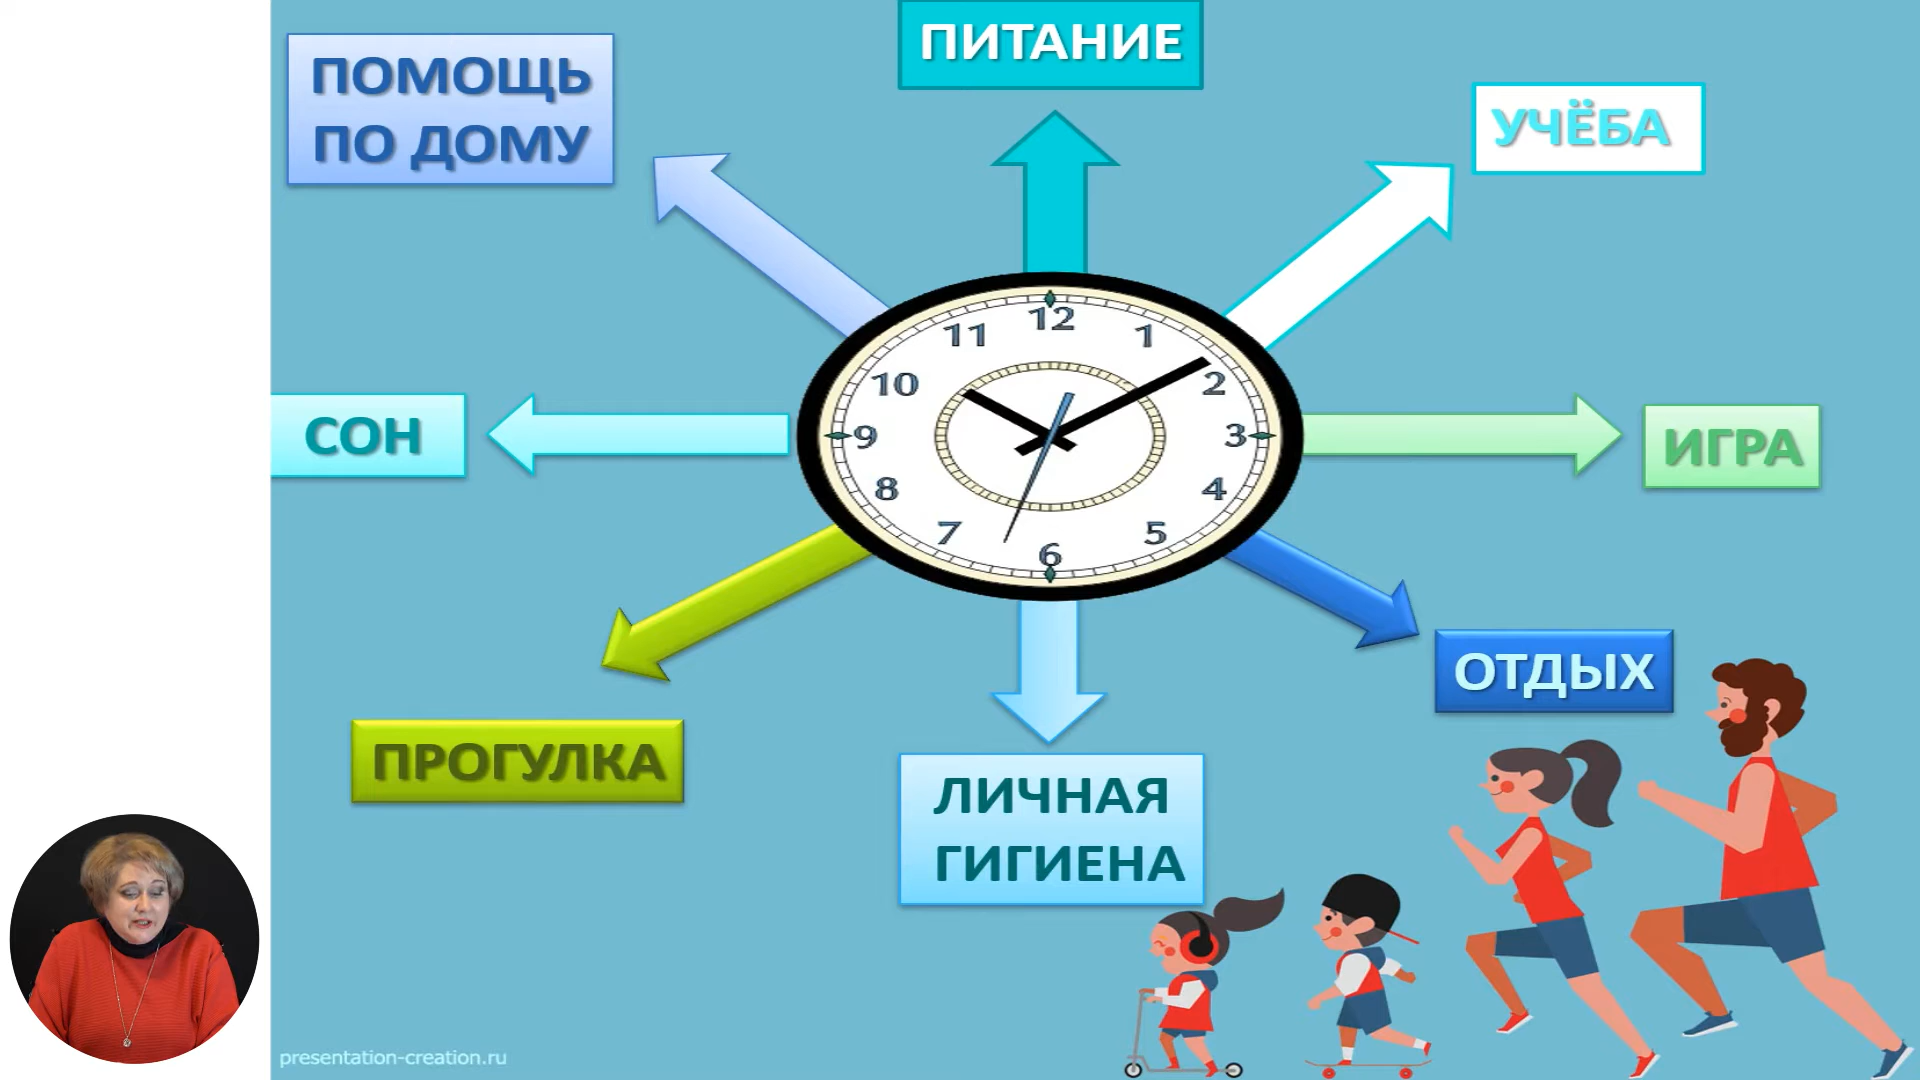 ПИТАНИЕ
ПОМОЩЬ
ПО ДОМУ
УЧЁБА
12
11
1
10
2
СОН
9
3
ИГРА
8
4
7
5
6
ОТДЫХ
ПРОГУЛКА
ЛИЧНАЯ
ГИГИЕНА
presentation-creation.ru